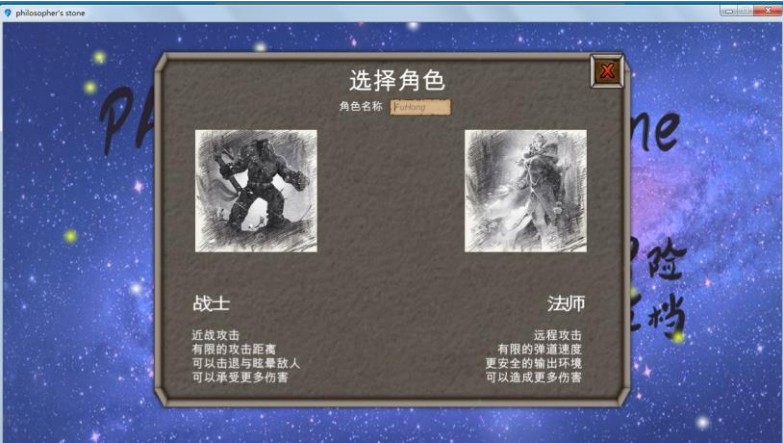 philosopher's stone
选择角色
角色名称 FuHang
战士
近战攻击
有限的攻击距离
可以击退与眩晕敌人
可以承受更多伤害
法师
远程攻击
有限的弹道速度
更安全的输出环境
可以造成更多伤害